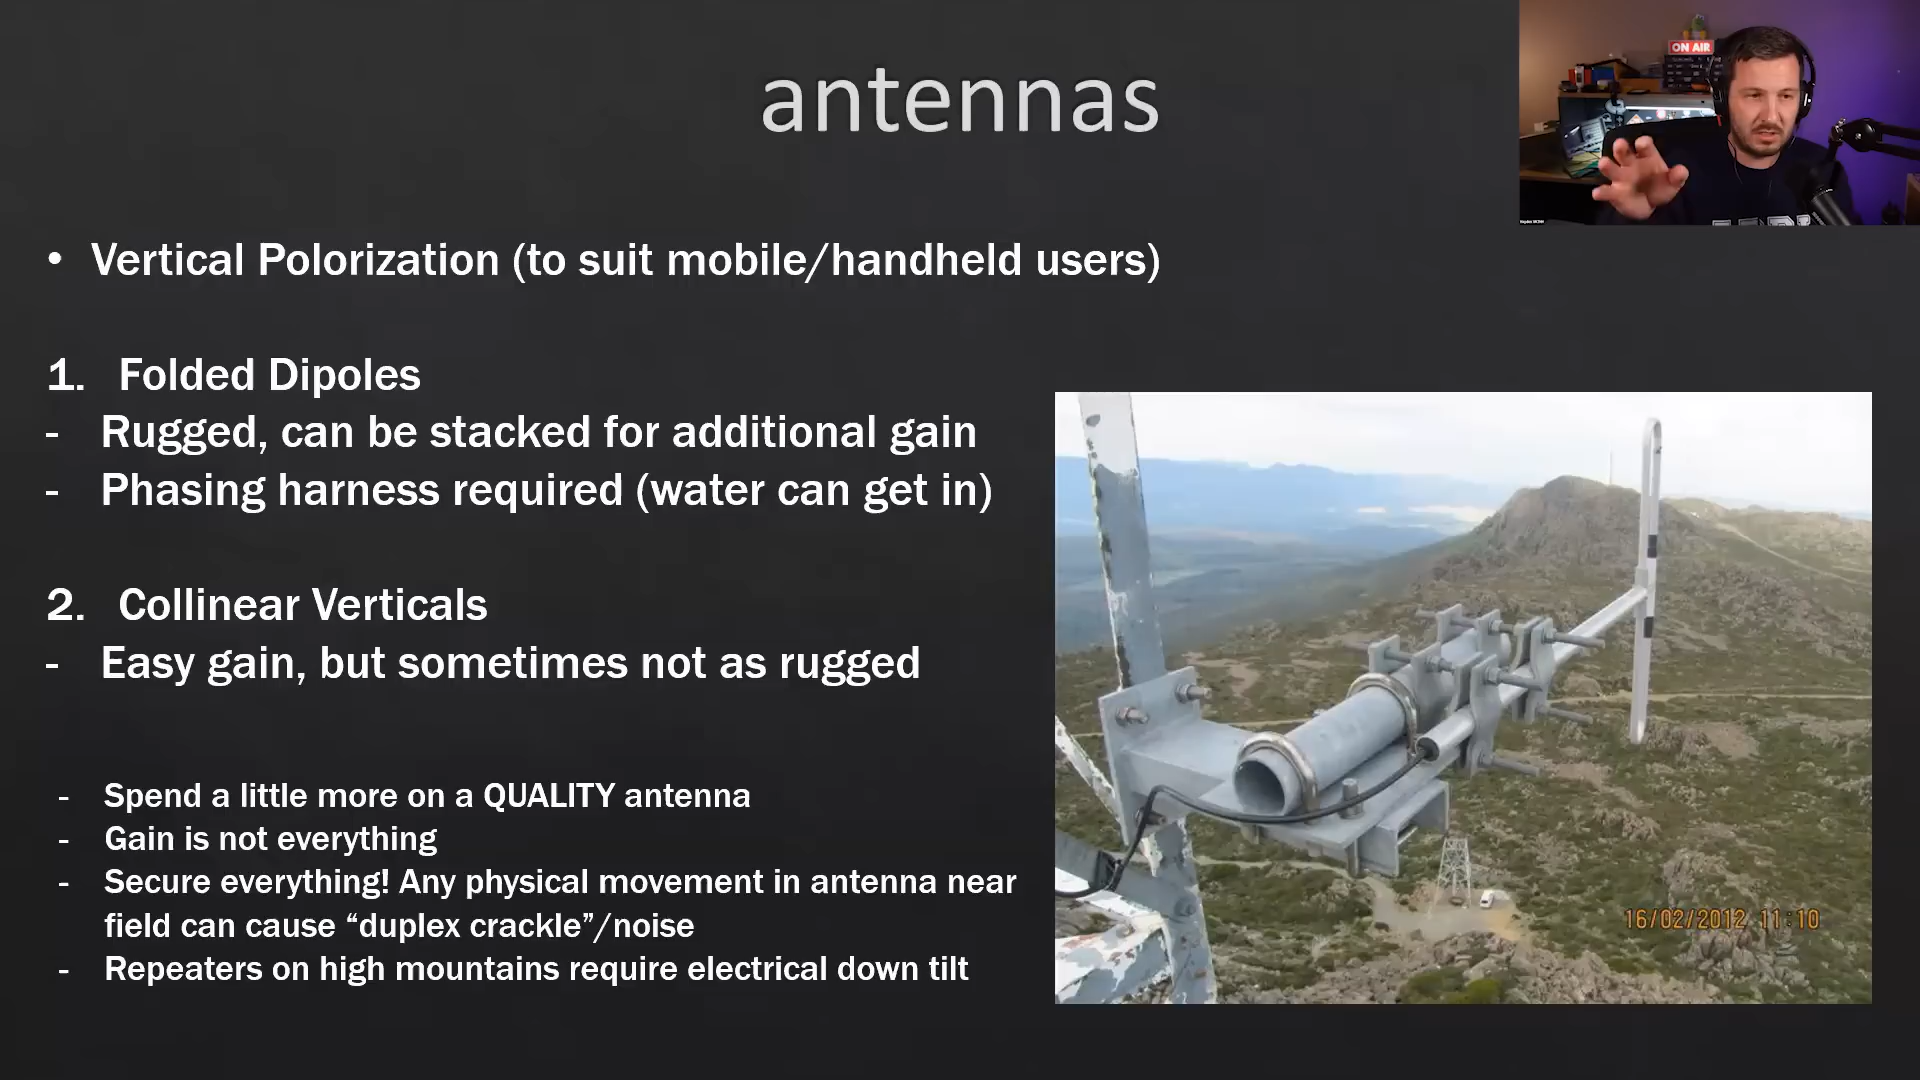 antennas
ON AIR
• Vertical Polorization (to suit mobile/handheld users)
1. Folded Dipoles
- Rugged, can be stacked for additional gain
- Phasing harness required (water can get in)
2. Collinear Verticals
- Easy gain, but sometimes not as rugged
- Spend a little more on a QUALITY antenna
- Gain is not everything
- Secure everything! Any physical movement in antenna near
field can cause “duplex crackle”/noise
- Repeaters on high mountains require electrical down tilt
16/02/2012 11:10